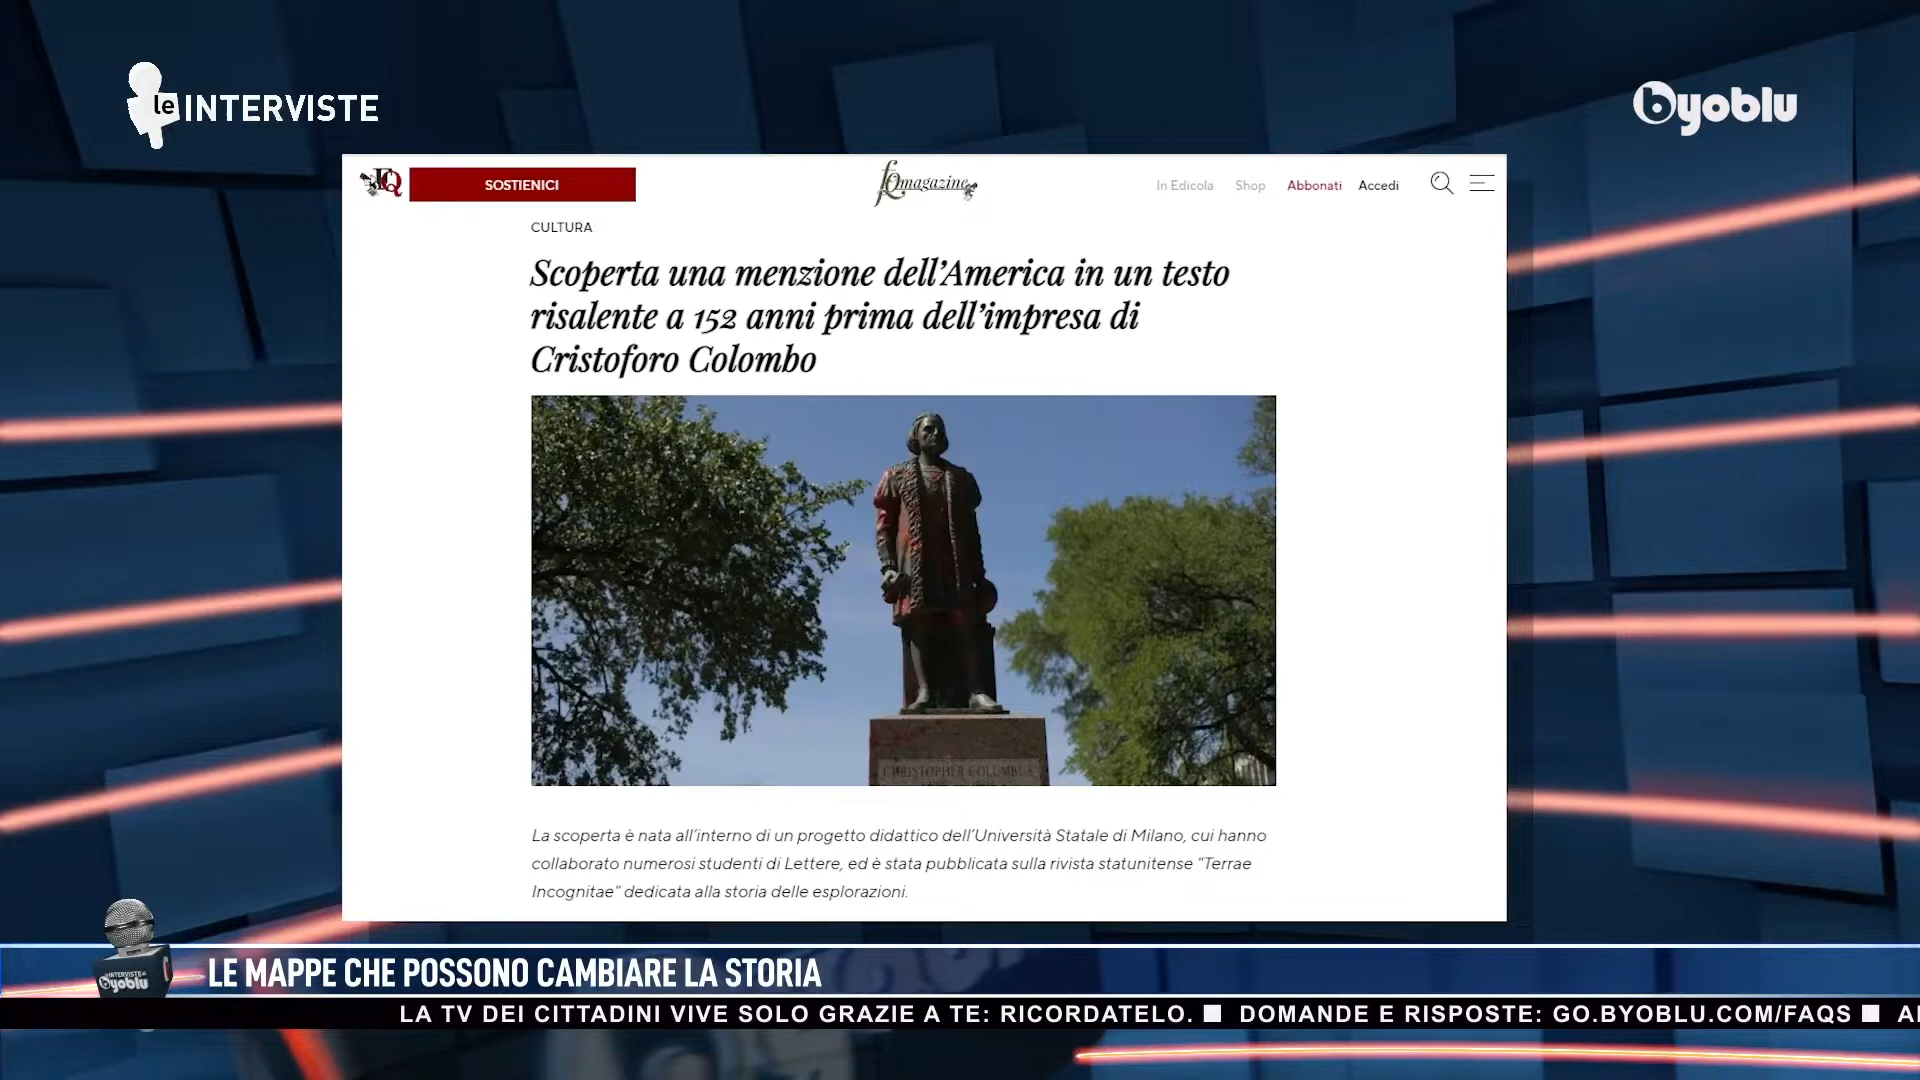 le INTERVISTE
byoblu
FQ
SOSTIENICI
fQmagazine
In Edicola
Shop
Abbonati
Accedi
CULTURA
Scoperta una menzione dell’America in un testo
risalente a 152 anni prima dell’impresa di
Cristoforo Colombo
CHRISTOPHER COLUMBUS
La scoperta è nata all’interno di un progetto didattico dell’Università Statale di Milano, cui hanno
collaborato numerosi studenti di Lettere, ed è stata pubblicata sulla rivista statunitense "Terrae
Incognitae" dedicata alla storia delle esplorazioni.
INTERVISTE
byoblu
LE MAPPE CHE POSSONO CAMBIARE LA STORIA
LA TV DEI CITTADINI VIVE SOLO GRAZIE A TE: RICORDATELO. ■ DOMANDE E RISPOSTE: GO.BYOBLU.COM/FAQS ■